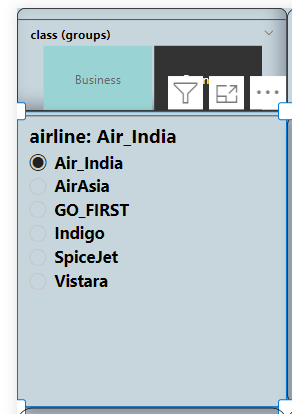 class (groups)
Business
airline: Air_India
Air_India
AirAsia
GO_FIRST
Indigo
SpiceJet
Vistara